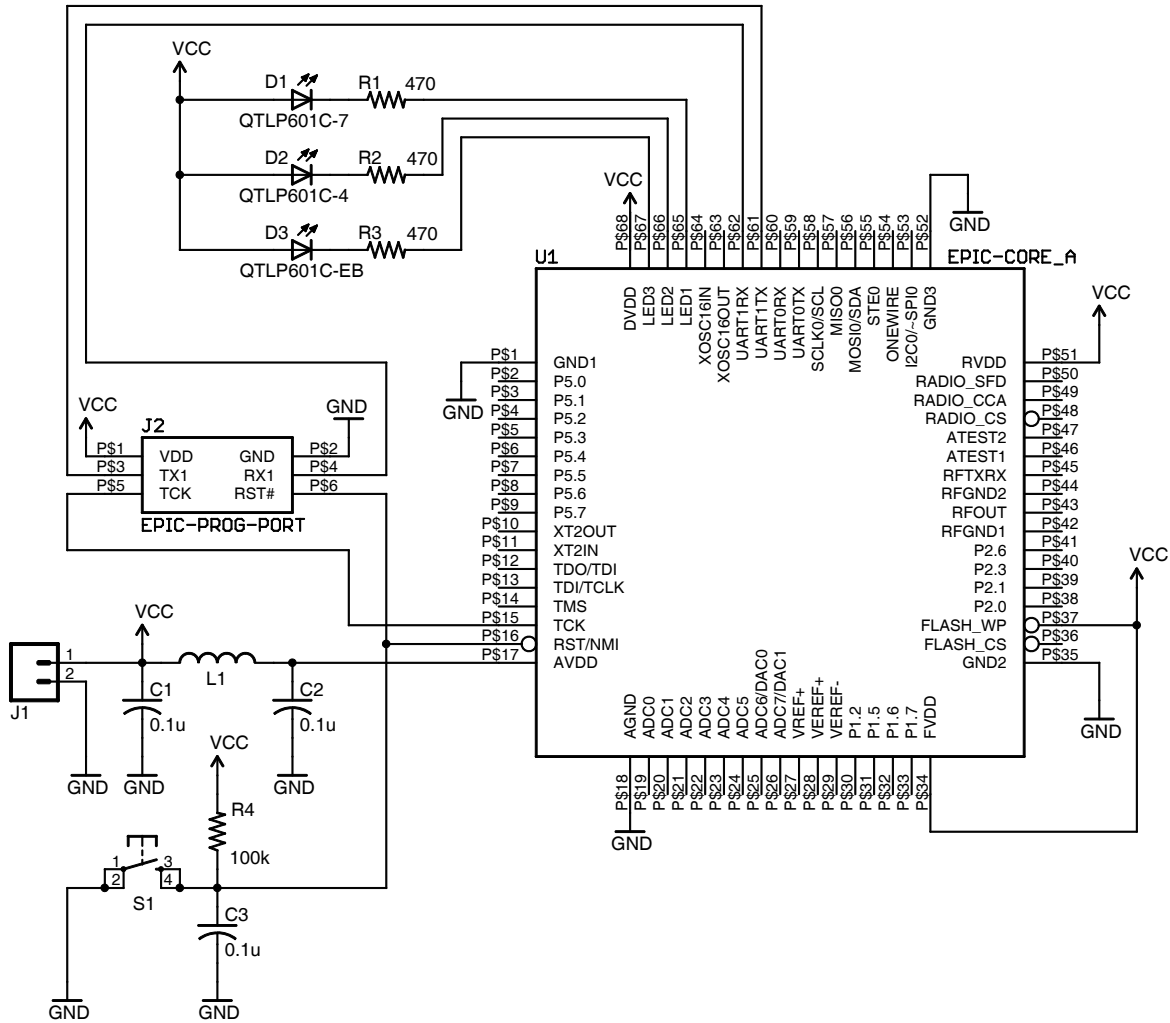 VCC
D1
R1 470
QTLP601C-7
D2
R2 470
QTLP601C-4
D3
R3 470
QTLP601C-EB
VCC
GND
P$68
P$67
P$66
P$65
P$64
P$63
P$62
P$61
P$60
P$59
P$58
P$57
P$56
P$55
P$54
P$53
P$52
U1
EPIC-CORE_A
DVDD
LED3
LED2
LED1
XOSC16IN
XOSC16OUT
UART1RX
UART1TX
UART0RX
UART0TX
SCLK0/SCL
MISO0
MOSI0/SDA
STE0
ONEWIRE
I2C0/~SPI0
GND3
P$1 GND1
P$2 P5.0
P$3 P5.1
P$4 P5.2
P$5 P5.3
P$6 P5.4
P$7 P5.5
P$8 P5.6
P$9 P5.7
P$10 XT2OUT
P$11 XT2IN
P$12 TDO/TDI
P$13 TDI/TCLK
P$14 TMS
P$15 TCK
P$16 RST/NMI
P$17 AVDD
GND
VCC
RVDD P$51
RADIO_SFD P$50
RADIO_CCA P$49
RADIO_CS P$48
ATEST2 P$47
ATEST1 P$46
RFTXRX P$45
RFGND2 P$44
RFOUT P$43
RFGND1 P$42
P2.6 P$41
P2.3 P$40
P2.1 P$39
P2.0 P$38
FLASH_WP P$37
FLASH_CS P$36
GND2 P$35
VCC
GND
AGND
ADC0
ADC1
ADC2
ADC3
ADC4
ADC5
ADC6/DAC0
ADC7/DAC1
VREF+
VEREF+
VEREF-
P1.2
P1.5
P1.6
P1.7
FVDD
P$18
P$19
P$20
P$21
P$22
P$23
P$24
P$25
P$26
P$27
P$28
P$29
P$30
P$31
P$32
P$33
P$34
GND
VCC
GND
J2
P$1 VDD GND P$2
P$3 TX1 RX1 P$4
P$5 TCK RST# P$6
EPIC-PROG-PORT
VCC
1
2
J1
L1
C1
0.1u
C2
0.1u
GND
GND
GND
VCC
R4
100k
1 3
2 4
S1
C3
0.1u
GND
GND